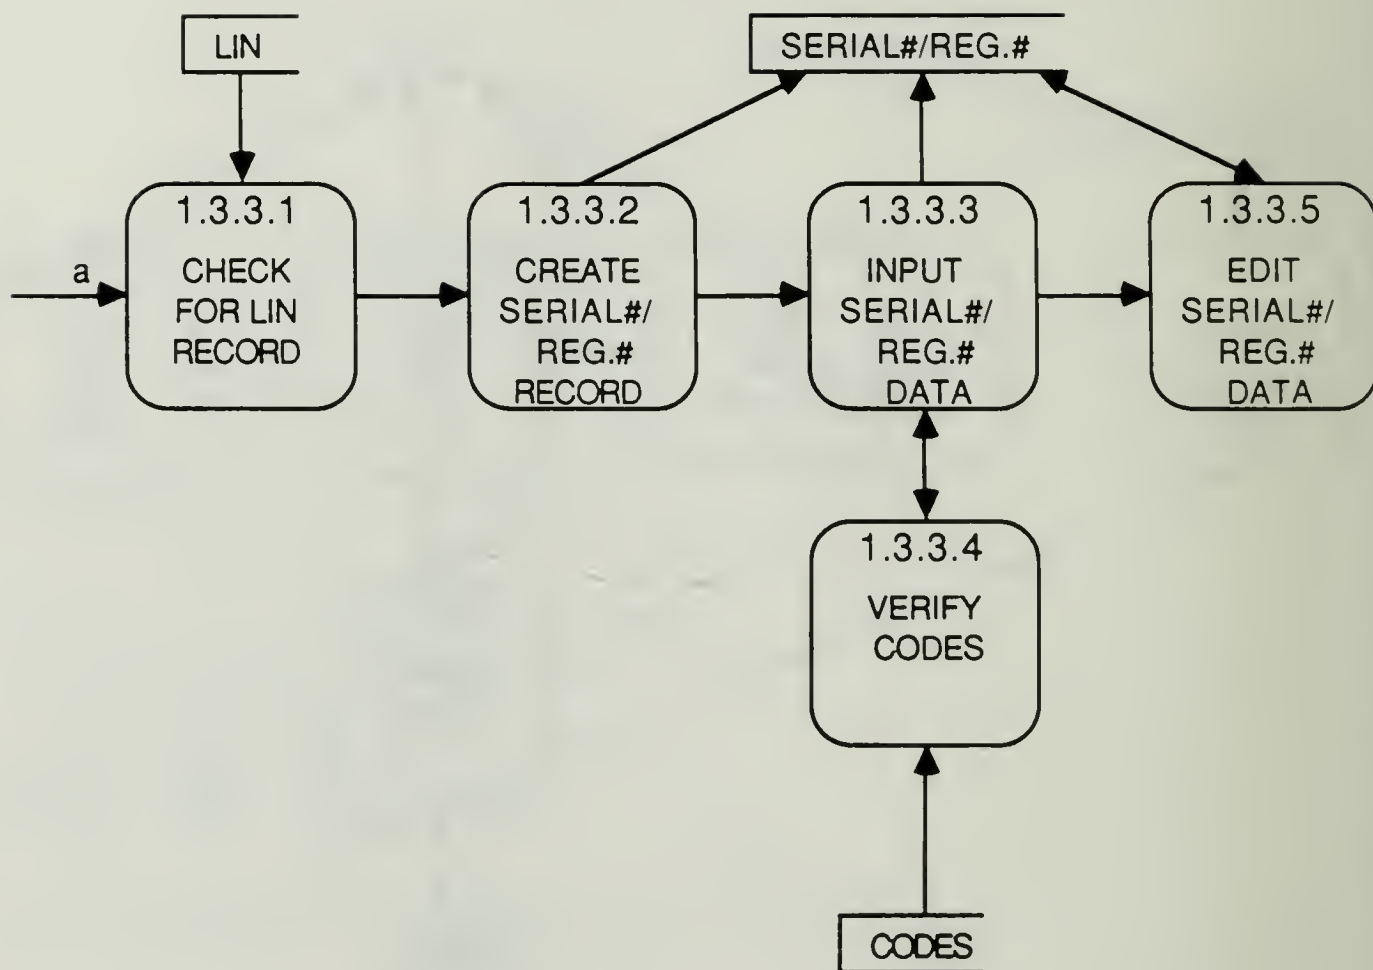 LIN
SERIAL#/REG.#
a
1.3.3.1
CHECK
FOR LIN
RECORD
1.3.3.2
CREATE
SERIAL#/
REG.#
RECORD
1.3.3.3
INPUT
SERIAL#/
REG.#
DATA
1.3.3.5
EDIT
SERIAL#/
REG.#
DATA
1.3.3.4
VERIFY
CODES
CODES